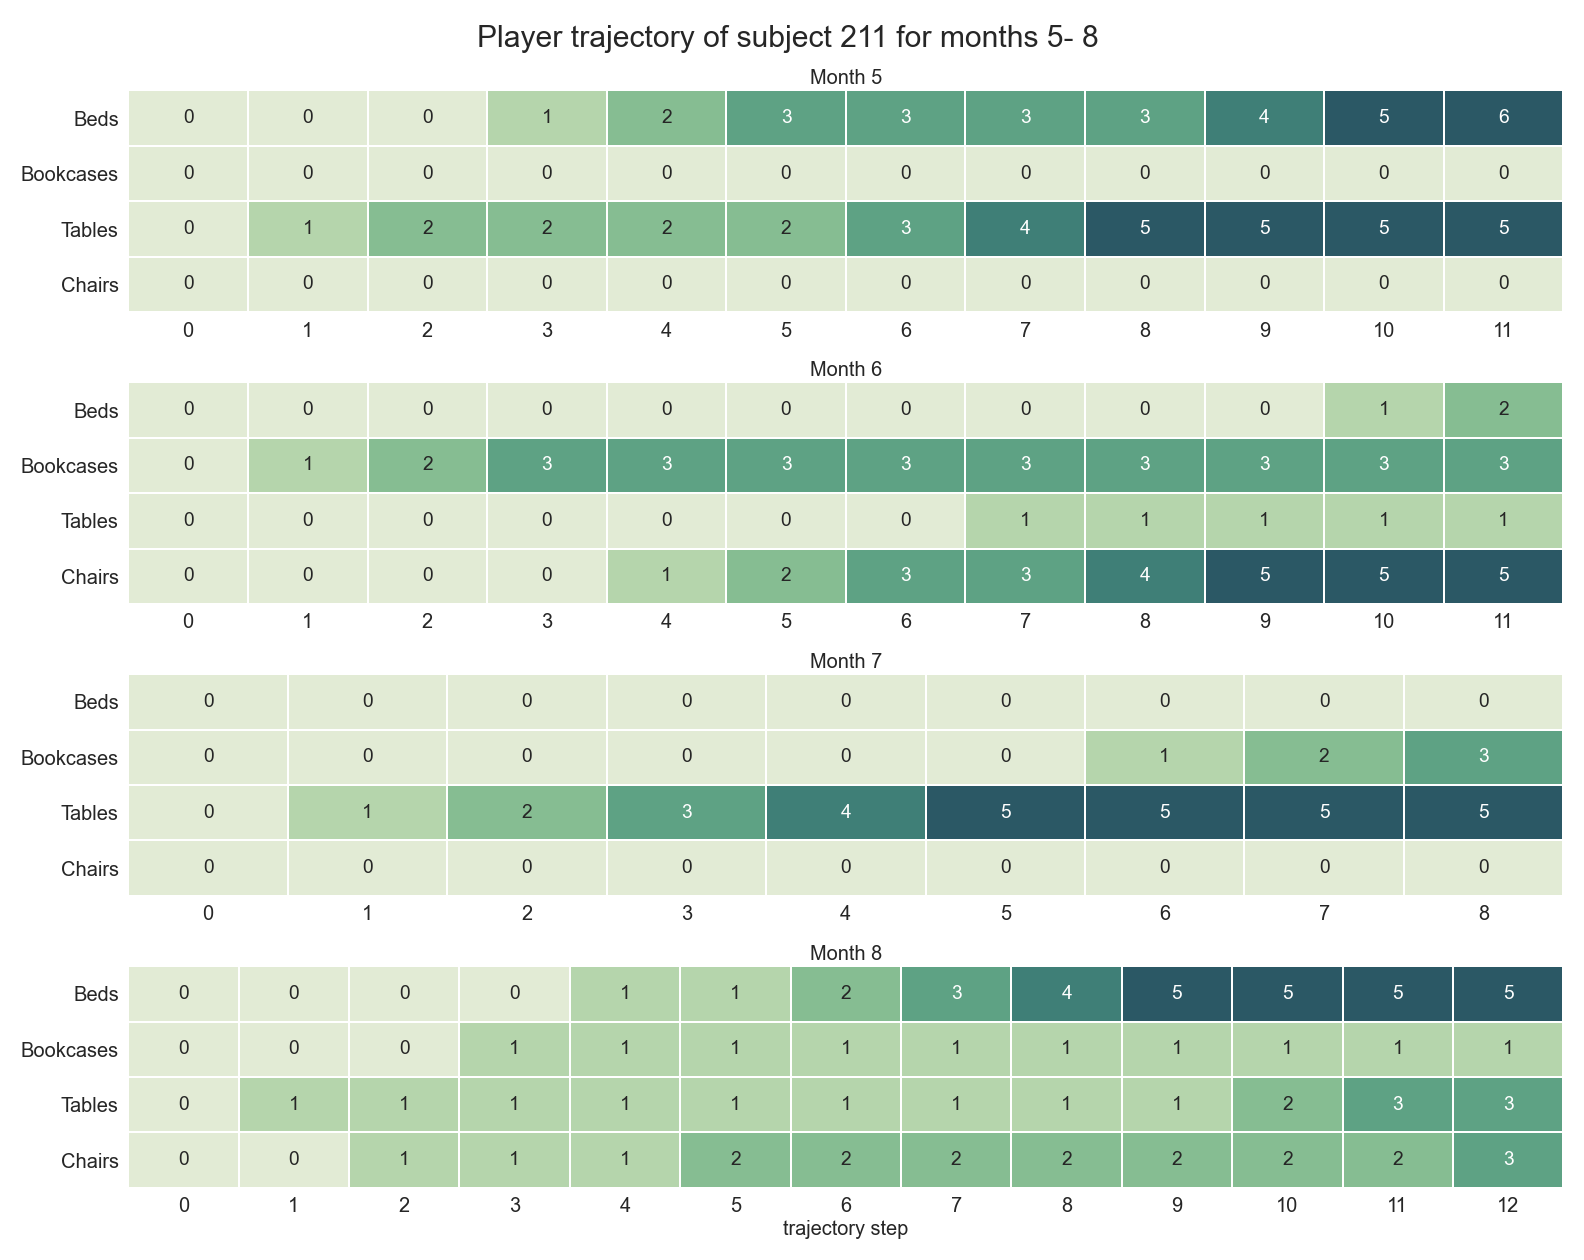 Player trajectory of subject 211 for months 5- 8
Month 5
Beds 0 0 0 1 2 3 3 3 3 4 5 6
Bookcases 0 0 0 0 0 0 0 0 0 0 0 0
Tables 0 1 2 2 2 2 3 4 5 5 5 5
Chairs 0 0 0 0 0 0 0 0 0 0 0 0
0 1 2 3 4 5 6 7 8 9 10 11
Month 6
Beds 0 0 0 0 0 0 0 0 0 0 1 2
Bookcases 0 1 2 3 3 3 3 3 3 3 3 3
Tables 0 0 0 0 0 0 0 1 1 1 1 1
Chairs 0 0 0 0 1 2 3 3 4 5 5 5
0 1 2 3 4 5 6 7 8 9 10 11
Month 7
Beds 0 0 0 0 0 0 0 0 0
Bookcases 0 0 0 0 0 0 1 2 3
Tables 0 1 2 3 4 5 5 5 5
Chairs 0 0 0 0 0 0 0 0 0
0 1 2 3 4 5 6 7 8
Month 8
Beds 0 0 0 0 1 1 2 3 4 5 5 5 5
Bookcases 0 0 0 1 1 1 1 1 1 1 1 1 1
Tables 0 1 1 1 1 1 1 1 1 1 2 3 3
Chairs 0 0 1 1 1 2 2 2 2 2 2 2 3
0 1 2 3 4 5 6 7 8 9 10 11 12
trajectory step